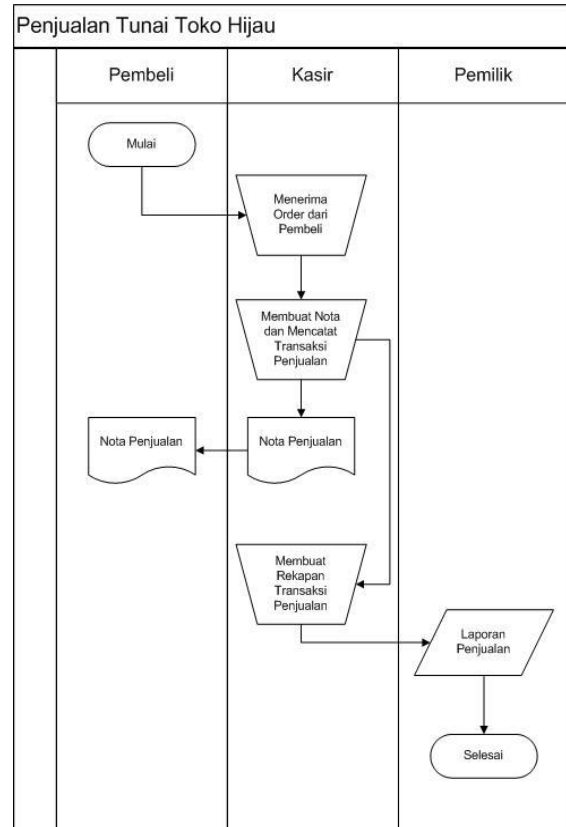 Penjualan Tunai Toko Hijau
Pembeli
Kasir
Pemilik
Mulai
Menerima
Order dari
Pembeli
Membuat Nota
dan Mencatat
Transaksi
Penjualan
Nota Penjualan
Nota Penjualan
Membuat
Rekapan
Transaksi
Penjualan
Laporan
Penjualan
Selesai